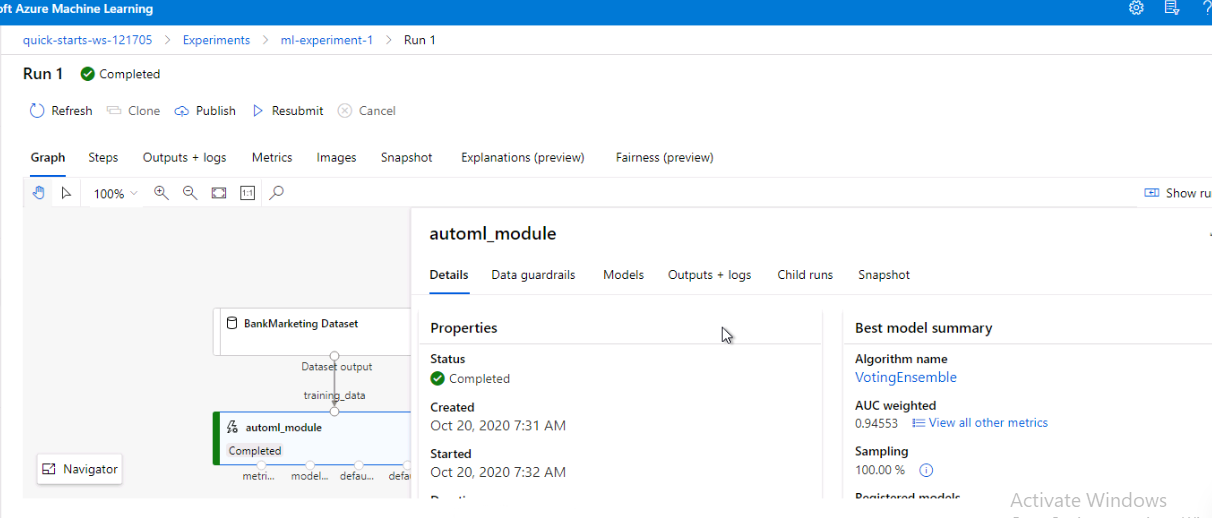 oft Azure Machine Learning
quick-starts-ws-121705 > Experiments > ml-experiment-1 > Run 1
Run 1 Completed
Refresh Clone Publish Resubmit Cancel
Graph Steps Outputs + logs Metrics Images Snapshot Explanations (preview) Fairness (preview)
100% 1:1 Show ru
automl_module
Details Data guardrails Models Outputs + logs Child runs Snapshot
BankMarketing Dataset
Dataset output
training_data
automl_module
Completed
metri... model... defau... defa
Navigator
Properties
Status
Completed
Created
Oct 20, 2020 7:31 AM
Started
Oct 20, 2020 7:32 AM
Best model summary
Algorithm name
VotingEnsemble
AUC weighted
0.94553 View all other metrics
Sampling
100.00 %
Registered models
Activate Windows